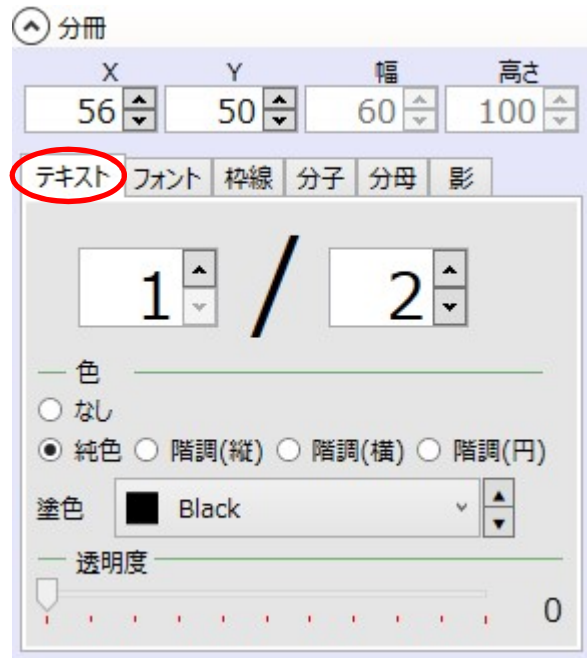 分冊
X Y 幅 高さ
56 50 60 100
テキスト フォント 枠線 分子 分母 影
1 / 2
色
なし
純色 階調(縦) 階調(横) 階調(円)
塗色 Black
透明度
0